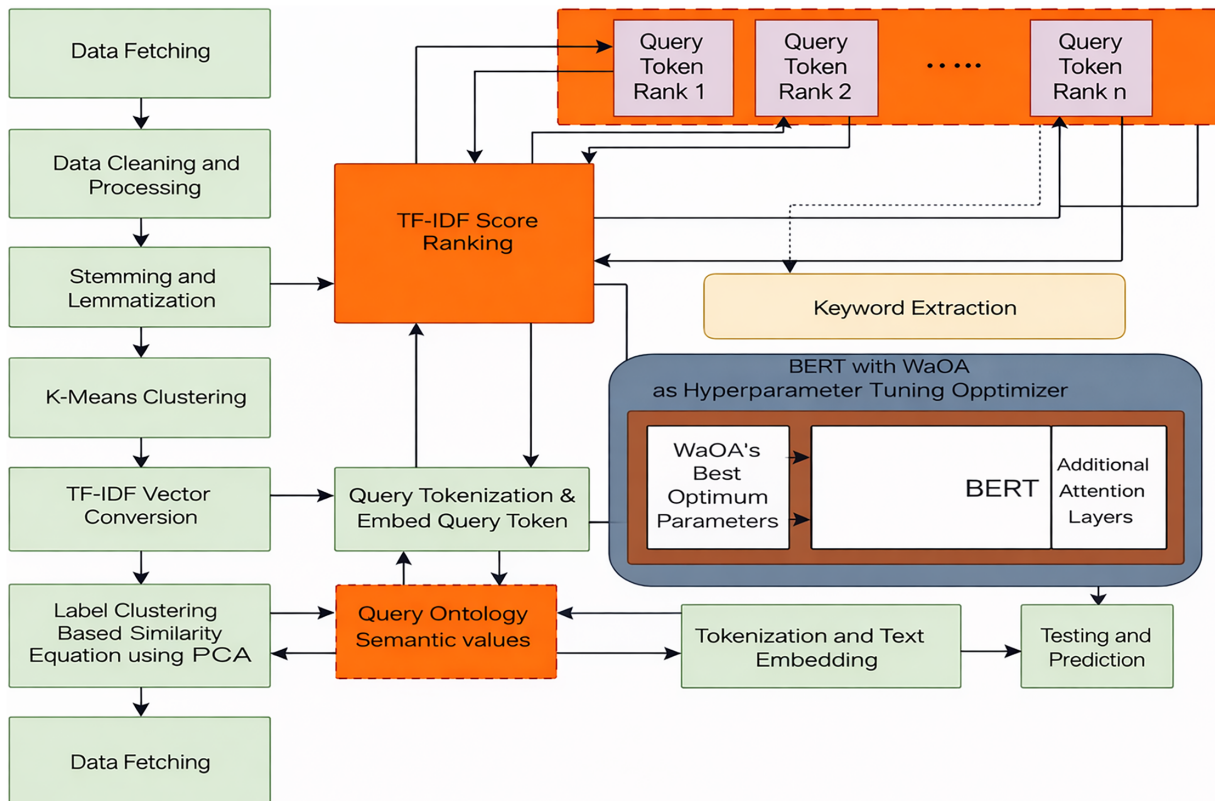 Data Fetching
Data Cleaning and
Processing
Stemming and
Lemmatization
K-Means Clustering
TF-IDF Vector
Conversion
Label Clustering
Based Similarity
Equation using PCA
Data Fetching
Query
Token
Rank 1
Query
Token
Rank 2
.. ...
Query
Token
Rank n
TF-IDF Score
Ranking
Keyword Extraction
BERT with WaOA
as Hyperparameter Tuning Opptimizer
WaOA's
Best
Optimum
Parameters
BERT
Additional
Attention
Layers
Query Tokenization &
Embed Query Token
Query Ontology
Semantic values
Tokenization and Text
Embedding
Testing and
Prediction